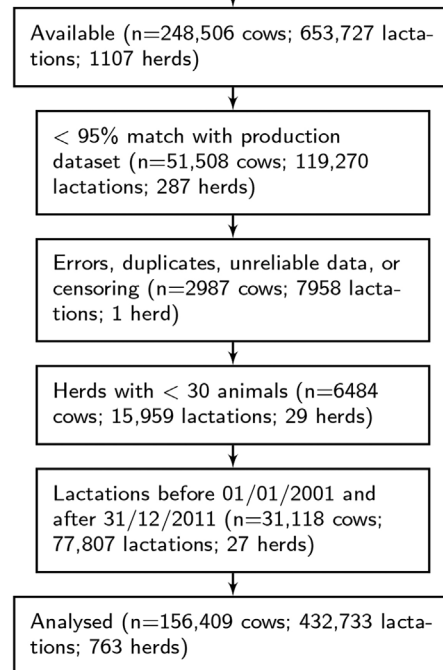 Available (n=248,506 cows; 653,727 lacta-
tions; 1107 herds)
< 95% match with production
dataset (n=51,508 cows; 119,270
lactations; 287 herds)
Errors, duplicates, unreliable data, or
censoring (n=2987 cows; 7958 lacta-
tions; 1 herd)
Herds with < 30 animals (n=6484
cows; 15,959 lactations; 29 herds)
Lactations before 01/01/2001 and
after 31/12/2011 (n=31,118 cows;
77,807 lactations; 27 herds)
Analysed (n=156,409 cows; 432,733 lacta-
tions; 763 herds)